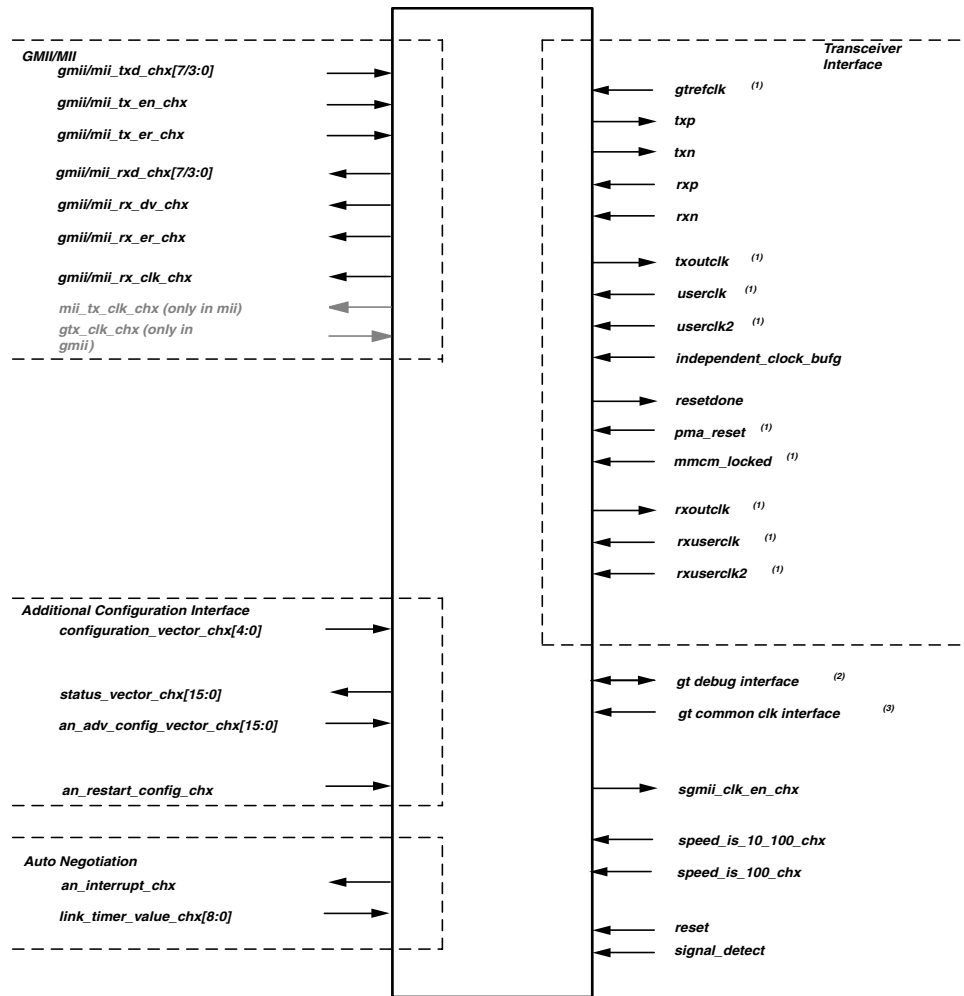 GMII/MII
gmii/mii_txd_chx[7/3:0]
gmii/mii_tx_en_chx
gmii/mii_tx_er_chx
gmii/mii_rxd_chx[7/3:0]
gmii/mii_rx_dv_chx
gmii/mii_rx_er_chx
gmii/mii_rx_clk_chx
mii_tx_clk_chx (only in mii)
gtx_clk_chx (only in
gmii)
Additional Configuration Interface
configuration_vector_chx[4:0]
status_vector_chx[15:0]
an_adv_config_vector_chx[15:0]
an_restart_config_chx
Auto Negotiation
an_interrupt_chx
link_timer_value_chx[8:0]
Transceiver
Interface
gtrefclk (1)
txp
txn
rxp
rxn
txoutclk (1)
userclk (1)
userclk2 (1)
independent_clock_bufg
resetdone
pma_reset (1)
mmcm_locked (1)
rxoutclk (1)
rxuserclk (1)
rxuserclk2 (1)
gt debug interface (2)
gt common clk interface (3)
sgmii_clk_en_chx
speed_is_10_100_chx
speed_is_100_chx
reset
signal_detect